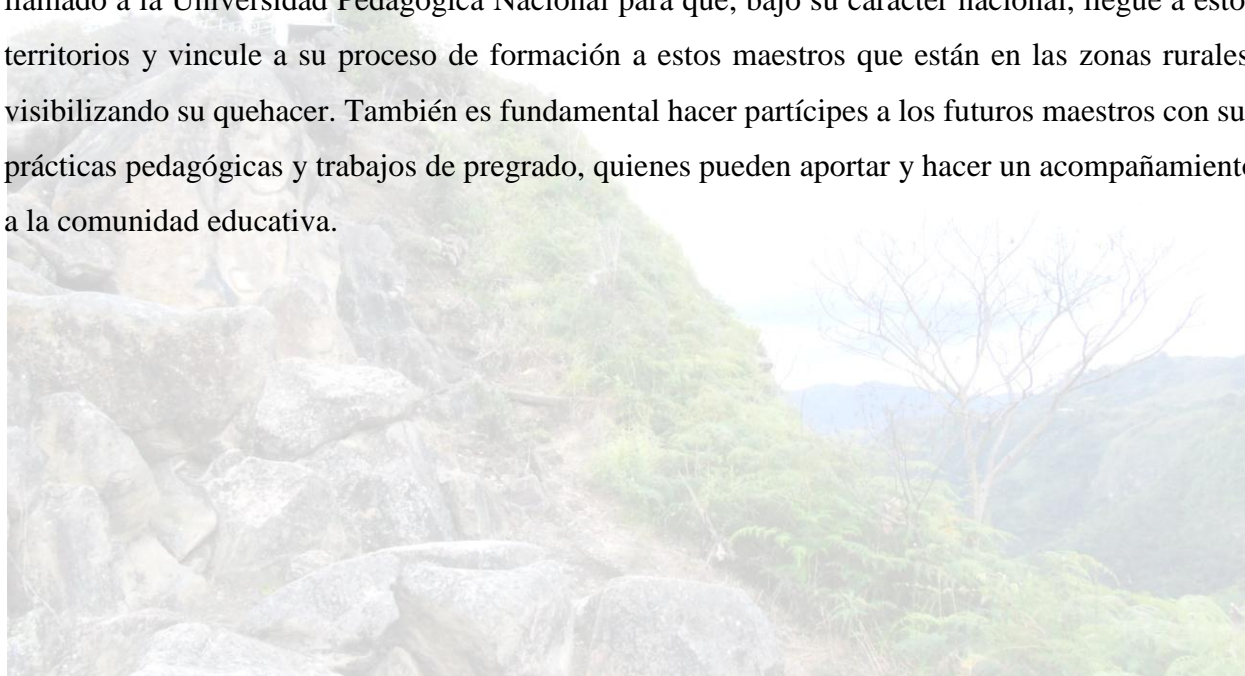 llamado a la Universidad Pedagógica Nacional para que, bajo su carácter nacional, llegue a esto
territorios y vincule a su proceso de formación a estos maestros que están en las zonas rurales
visibilizando su quehacer. También es fundamental hacer partícipes a los futuros maestros con su
prácticas pedagógicas y trabajos de pregrado, quienes pueden aportar y hacer un acompañamiento
a la comunidad educativa.